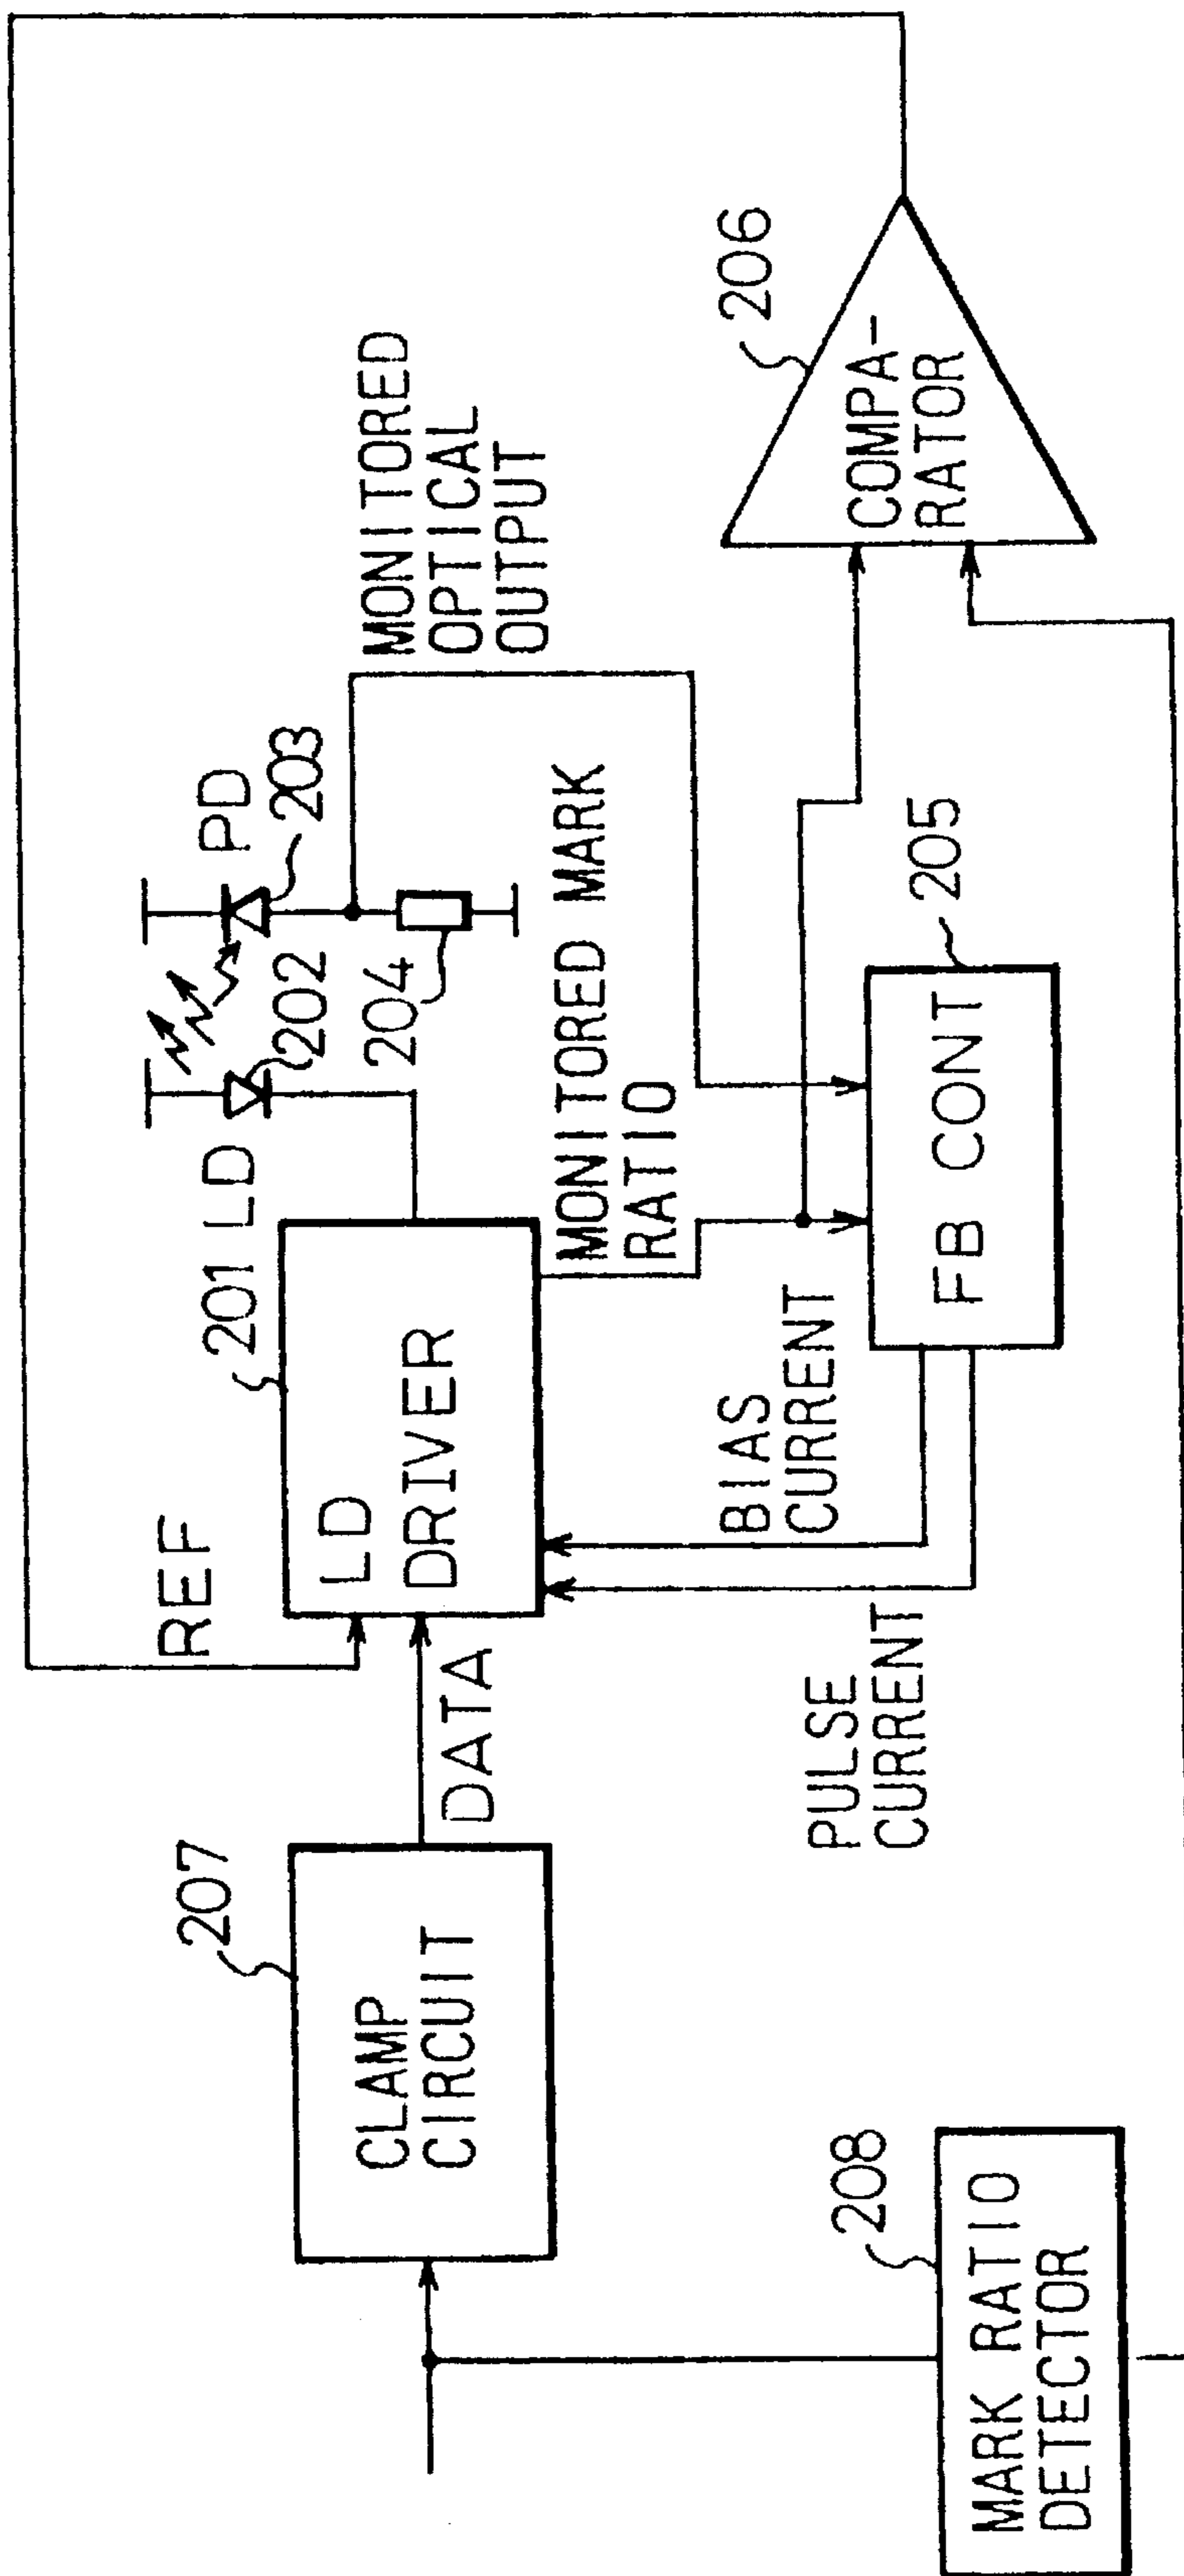 REF
201
LD
PD
203
202
204
MONITORED
OPTICAL
OUTPUT
207
CLAMP
CIRCUIT
DATA
LD
DRIVER
MONITORED MARK
RATIO
206
COMPA-
RATOR
BIAS
CURRENT
PULSE
CURRENT
205
FB CONT
208
MARK RATIO
DETECTOR